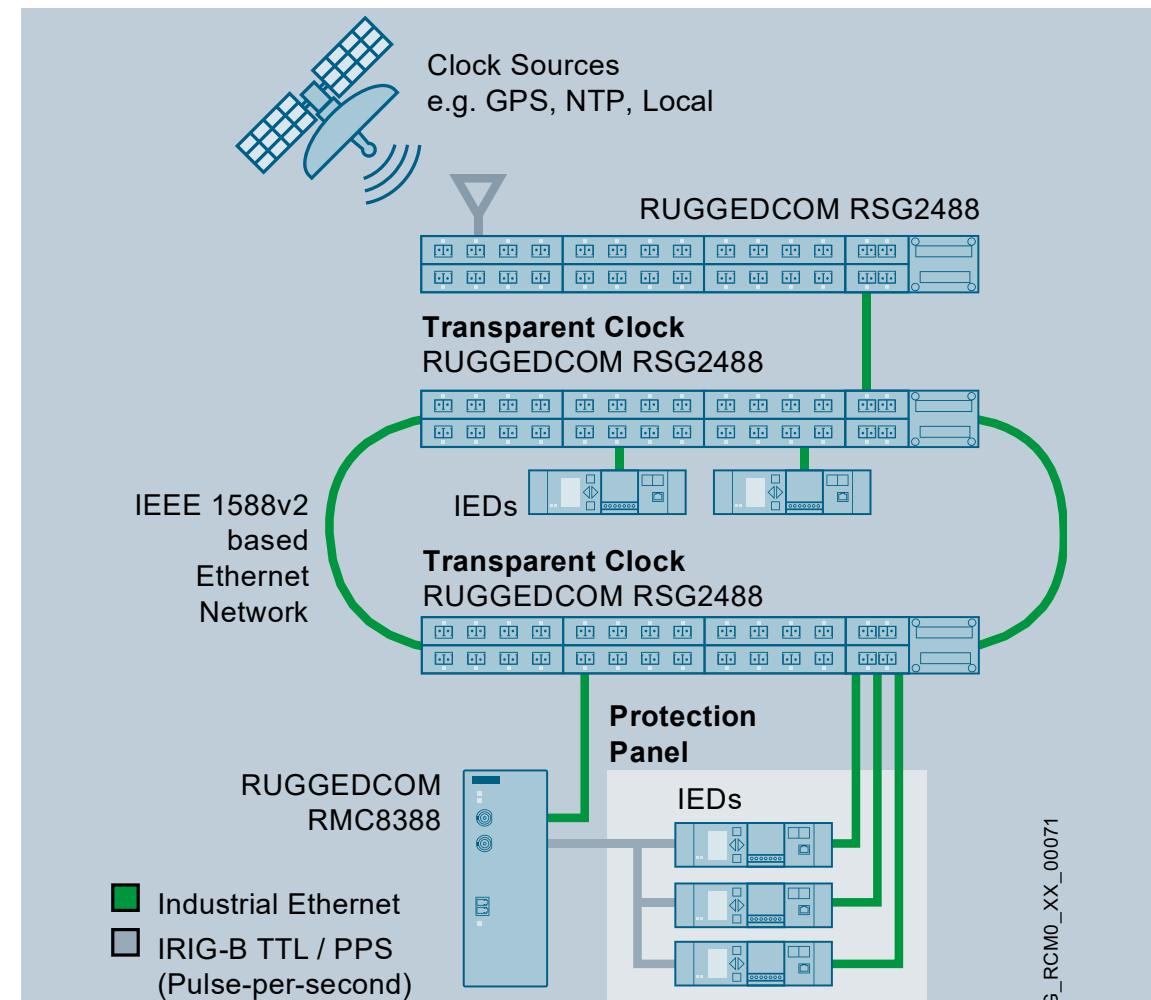 Clock Sources
e.g. GPS, NTP, Local
RUGGEDCOM RSG2488
Transparent Clock
RUGGEDCOM RSG2488
IEEE 1588v2
based
Ethernet
Network
IEDs
Transparent Clock
RUGGEDCOM RSG2488
Protection
Panel
RUGGEDCOM
RMC8388
IEDs
Industrial Ethernet
IRIG-B TTL / PPS
(Pulse-per-second)
_RCM0_XX_00071